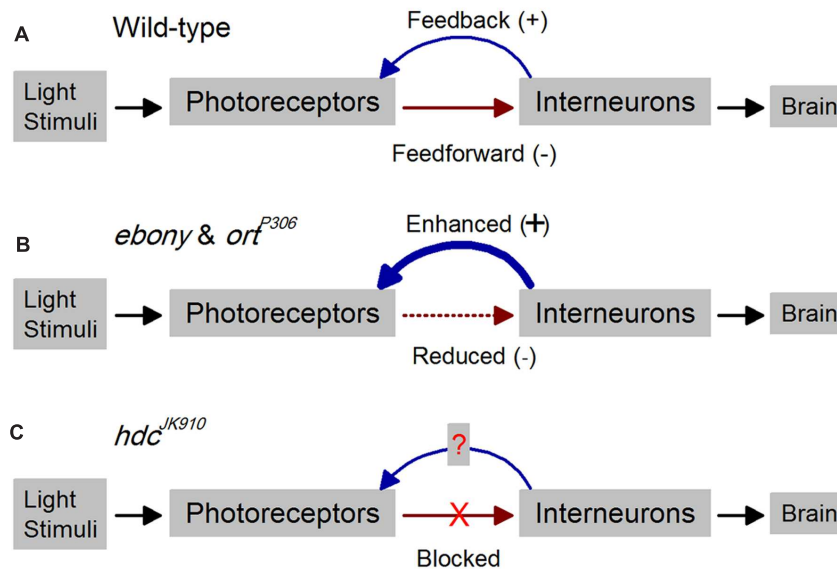 A
Wild-type
Feedback (+)
Light
Stimuli
Photoreceptors
Interneurons
Brain
Feedforward (-)
B
ebony & ort^P306
Enhanced (+)
Light
Stimuli
Photoreceptors
Interneurons
Brain
Reduced (-)
C
hdc^JK910
?
Light
Stimuli
Photoreceptors
X
Interneurons
Brain
Blocked